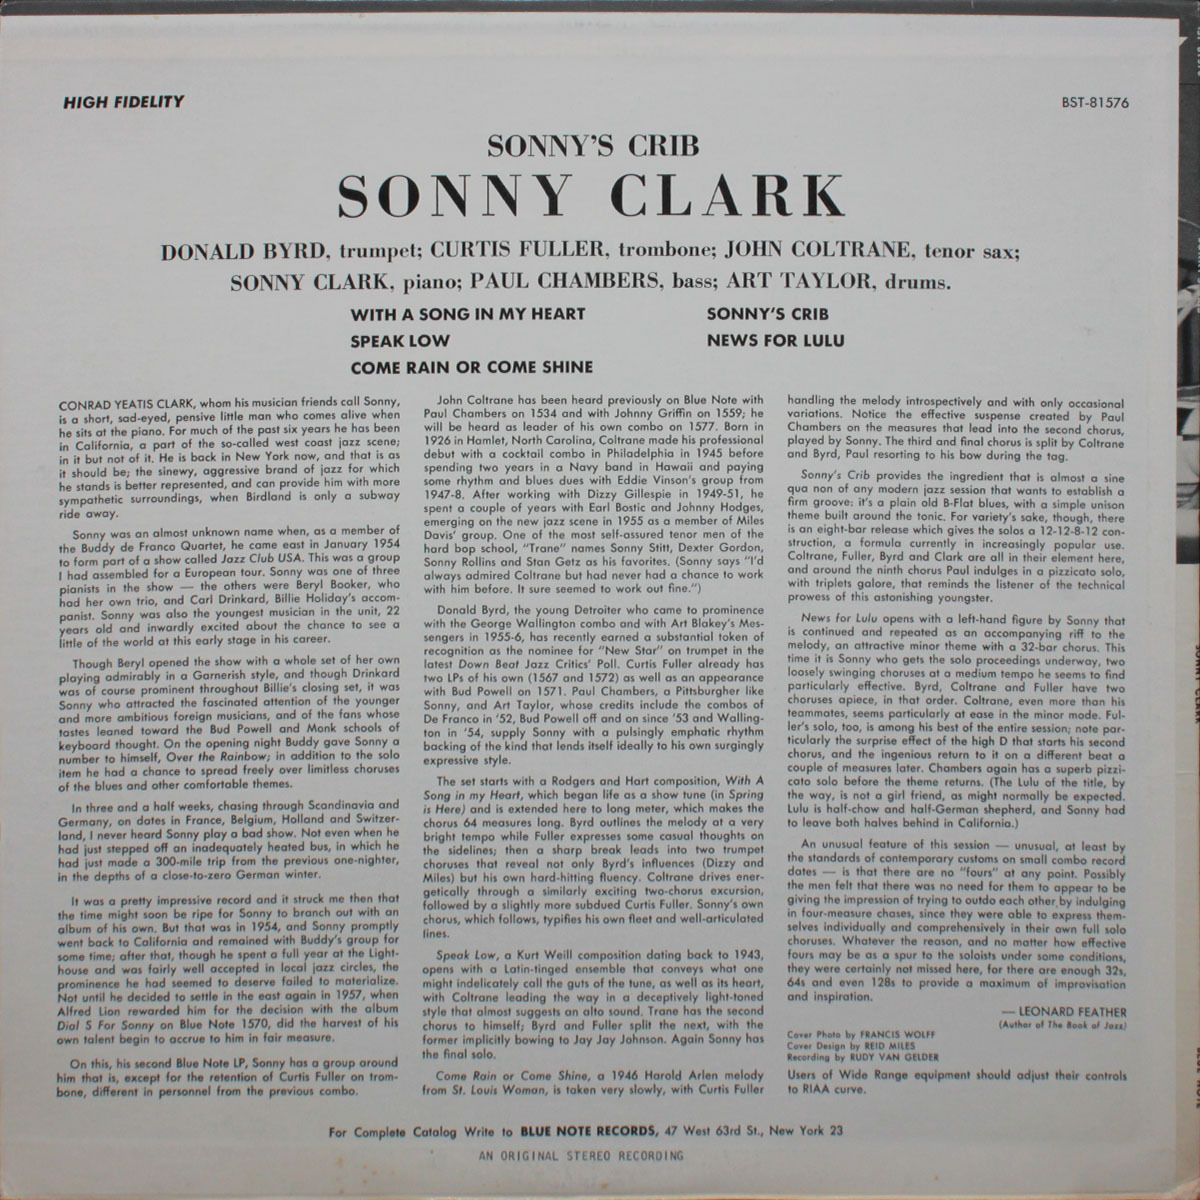 HIGH FIDELITY
BST-81576
SONNY'S CRIB
SONNY CLARK
DONALD BYRD, trumpet; CURTIS FULLER, trombone; JOHN COLTRANE, tenor sax;
SONNY CLARK, piano; PAUL CHAMBERS, bass; ART TAYLOR, drums.
WITH A SONG IN MY HEART
SPEAK LOW
COME RAIN OR COME SHINE
SONNY'S CRIB
NEWS FOR LULU
CONRAD YEATIS CLARK, whom his musician friends call Sonny,
is a short, sad-eyed, pensive little man who comes alive when
he sits at the piano. For much of the past six years he has been
in California, a part of the so-called west coast jazz scene;
in it but not of it. He is back in New York now, and that is as
it should be; the sinewy, aggressive brand of jazz for which
he stands is better represented, and can provide him with more
sympathetic surroundings, when Birdland is only a subway
ride away.
Sonny was an almost unknown name when, as a member of
the Buddy de Franco Quartet, he came east in January 1954
to form part of a show called Jazz Club USA. This was a group
I had assembled for a European tour. Sonny was one of three
pianists in the show — the others were Beryl Booker, who
had her own trio, and Carl Drinkard, Billie Holiday's accom-
panist. Sonny was also the youngest musician in the unit, 22
years old and inwardly excited about the chance to see a
little of the world at this early stage in his career.
Though Beryl opened the show with a whole set of her own
playing admirably in a Garnerish style, and though Drinkard
was of course prominent throughout Billie's closing set, it was
Sonny who attracted the fascinated attention of the younger
and more ambitious foreign musicians, and of the fans whose
tastes leaned toward the Bud Powell and Monk schools of
keyboard thought. On the opening night Buddy gave Sonny a
number to himself, Over the Rainbow; in addition to the solo
item he had a chance to spread freely over limitless choruses
of the blues and other comfortable themes.
In three and a half weeks, chasing through Scandinavia and
Germany, on dates in France, Belgium, Holland and Switzer-
land, I never heard Sonny play a bad show. Not even when he
had just stepped off an inadequately heated bus, in which he
had just made a 300-mile trip from the previous one-nighter,
in the depths of a close-to-zero German winter.
It was a pretty impressive record and it struck me then that
the time might soon be ripe for Sonny to branch out with an
album of his own. But that was in 1954, and Sonny promptly
went back to California and remained with Buddy's group for
some time; after that, though he spent a full year at the Light-
house and was fairly well accepted in local jazz circles, the
prominence he had seemed to deserve failed to materialize.
Not until he decided to settle in the east again in 1957, when
Alfred Lion rewarded him for the decision with the album
Dial S For Sonny on Blue Note 1570, did the harvest of his
own talent begin to accrue to him in fair measure.
On this, his second Blue Note LP, Sonny has a group around
him that is, except for the retention of Curtis Fuller on trom-
bone, different in personnel from the previous combo.
John Coltrane has been heard previously on Blue Note with
Paul Chambers on 1534 and with Johnny Griffin on 1559; he
will be heard as leader of his own combo on 1577. Born in
1926 in Hamlet, North Carolina, Coltrane made his professional
debut with a cocktail combo in Philadelphia in 1945 before
spending two years in a Navy band in Hawaii and paying
some rhythm and blues dues with Eddie Vinson's group from
1947-8. After working with Dizzy Gillespie in 1949-51, he
spent a couple of years with Earl Bostic and Johnny Hodges,
emerging on the new jazz scene in 1955 as a member of Miles
Davis' group. One of the most self-assured tenor men of the
hard bop school, "Trane" names Sonny Stitt, Dexter Gordon,
Sonny Rollins and Stan Getz as his favorites. (Sonny says "I'd
always admired Coltrane but had never had a chance to work
with him before. It sure seemed to work out fine.")
Donald Byrd, the young Detroiter who came to prominence
with the George Wallington combo and with Art Blakey's Mes-
sengers in 1955-6, has recently earned a substantial token of
recognition as the nominee for "New Star" on trumpet in the
latest Down Beat Jazz Critics' Poll. Curtis Fuller already has
two LPs of his own (1567 and 1572) as well as an appearance
with Bud Powell on 1571. Paul Chambers, a Pittsburgher like
Sonny, and Art Taylor, whose credits include the combos of
De Franco in '52, Bud Powell off and on since '53 and Walling-
ton in '54, supply Sonny with a pulsingly emphatic rhythm
backing of the kind that lends itself ideally to his own surgingly
expressive style.
The set starts with a Rodgers and Hart composition, With A
Song in My Heart, which began life as a show tune (in Spring
is Here) and is extended here to long meter, which makes the
chorus 64 measures long. Byrd outlines the melody at a very
bright tempo while Fuller expresses some casual thoughts on
the sidelines; then a sharp break leads into two trumpet
choruses that reveal not only Byrd's influences (Dizzy and
Miles) but his own hard-hitting fluency. Coltrane drives ener-
getically through a similarly exciting two-chorus excursion,
followed by a slightly more subdued Curtis Fuller. Sonny's own
chorus, which follows, typifies his own fleet and well-articulated
lines.
Speak Low, a Kurt Weill composition dating back to 1943,
opens with a Latin-tinged ensemble that conveys what one
might indelicately call the guts of the tune, as well as its heart,
with Coltrane leading the way in a deceptively light-toned
style that almost suggests an alto sound. Trane has the second
chorus to himself; Byrd and Fuller split the next, with the
former implicitly bowing to Jay Jay Johnson. Again Sonny has
the final solo.
Come Rain or Come Shine, a 1946 Harold Arlen melody
from St. Louis Woman, is taken very slowly, with Curtis Fuller
handling the melody introspectively and with only occasional
variations. Notice the effective suspense created by Paul
Chambers on the measures that lead into the second chorus,
played by Sonny. The third and final chorus is split by Coltrane
and Byrd, Paul resorting to his bow during the tag.
Sonny's Crib provides the ingredient that is almost a sine
qua non of any modern jazz session that wants to establish a
firm groove: it's a plain old B-Flat blues, with a simple unison
theme built around the tonic. For variety's sake, though, there
is an eight-bar release which gives the solos a 12-12-8-12 con-
struction, a formula currently in increasingly popular use.
Coltrane, Fuller, Byrd and Clark are all in their element here,
and around the ninth chorus Paul indulges in a pizzicato solo,
with triplets galore, that reminds the listener of the technical
prowess of this astonishing youngster.
News for Lulu opens with a left-hand figure by Sonny that
is continued and repeated as an accompanying riff to the
melody, an attractive minor theme with a 32-bar chorus. This
time it is Sonny who gets the solo proceedings underway, two
loosely swinging choruses at a medium tempo he seems to find
particularly effective. Byrd, Coltrane and Fuller have two
choruses apiece, in that order. Coltrane, even more than his
teammates, seems particularly at ease in the minor mode. Ful-
ler's solo, too, is among his best of the entire session; note par-
ticularly the surprise effect of the high D that starts his second
chorus, and the ingenious return to it on a different beat a
couple of measures later. Chambers again has a superb pizzi-
cato solo before the theme returns. (The Lulu of the title, by
the way, is not a girl friend, as might normally be expected.
Lulu is half-chow and half-German shepherd, and Sonny had
to leave both halves behind in California.)
An unusual feature of this session — unusual, at least by
the standards of contemporary customs on small combo record
dates — is that there are no "fours" at any point. Possibly
the men felt that there was no need for them to appear to be
giving the impression of trying to outdo each other by indulging
in four-measure chases, since they were able to express them-
selves individually and comprehensively in their own full solo
choruses. Whatever the reason, and no matter how effective
fours may be as a spur to the soloists under some conditions,
they were certainly not missed here, for there are enough 32s,
64s and even 128s to provide a maximum of improvisation
and inspiration.
— LEONARD FEATHER
(Author of The Book of Jazz)
Cover Photo by FRANCIS WOLFF
Cover Design by REID MILES
Recording by RUDY VAN GELDER
Users of Wide Range equipment should adjust their controls
to RIAA curve.
For Complete Catalog Write to BLUE NOTE RECORDS, 47 West 63rd St., New York 23
AN ORIGINAL STEREO RECORDING